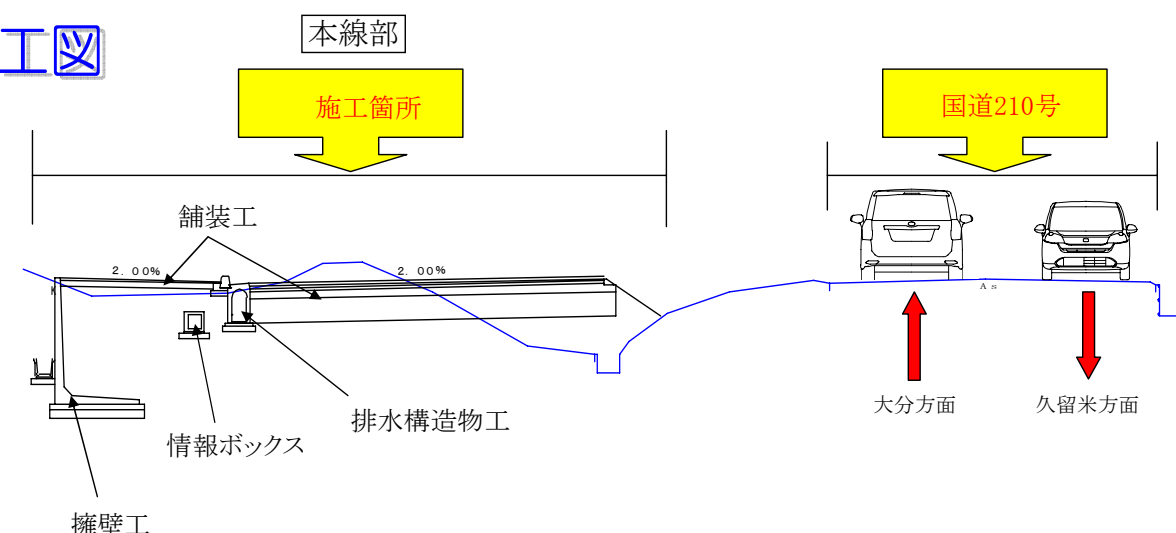 工図
本線部
施工箇所
国道210号
舗装工
2.00%
2.00%
As
大分方面
久留米方面
排水構造物工
情報ボックス
擁壁工